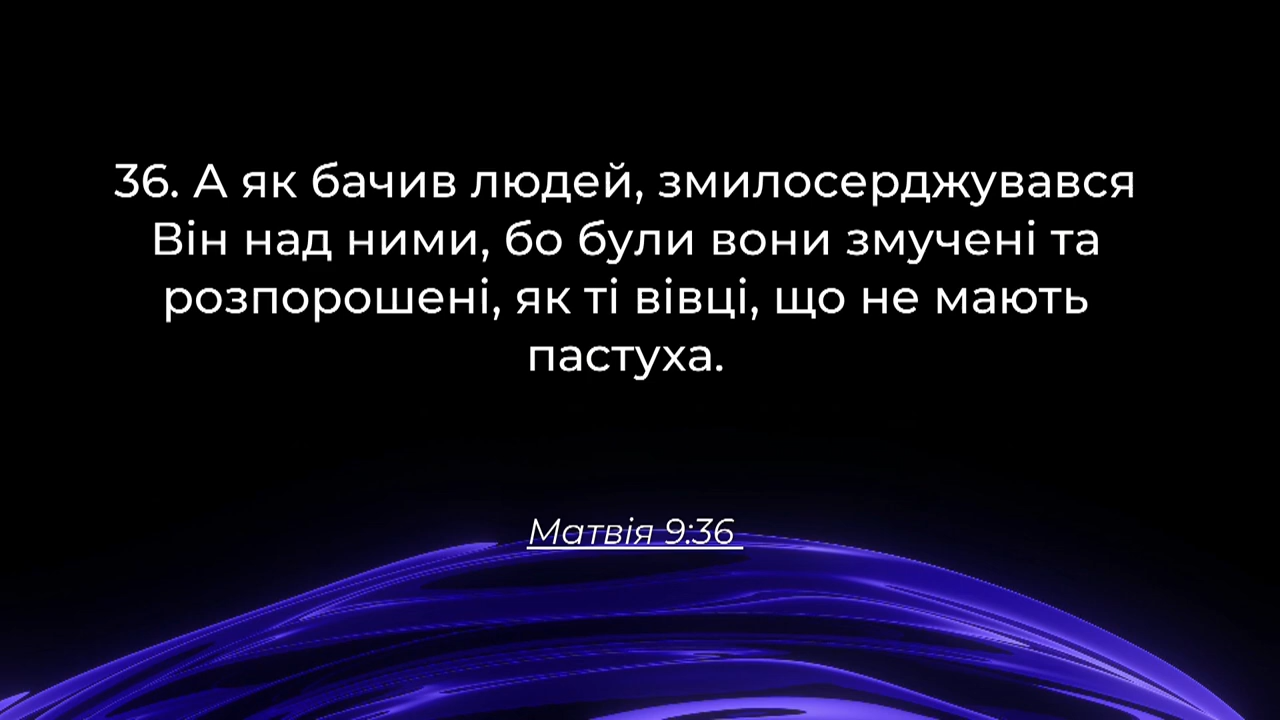 36. А як бачив людей, змилосерджувався
Він над ними, бо були вони змучені та
розпорошені, як ті вівці, що не мають
пастуха.
Матвія 9:36